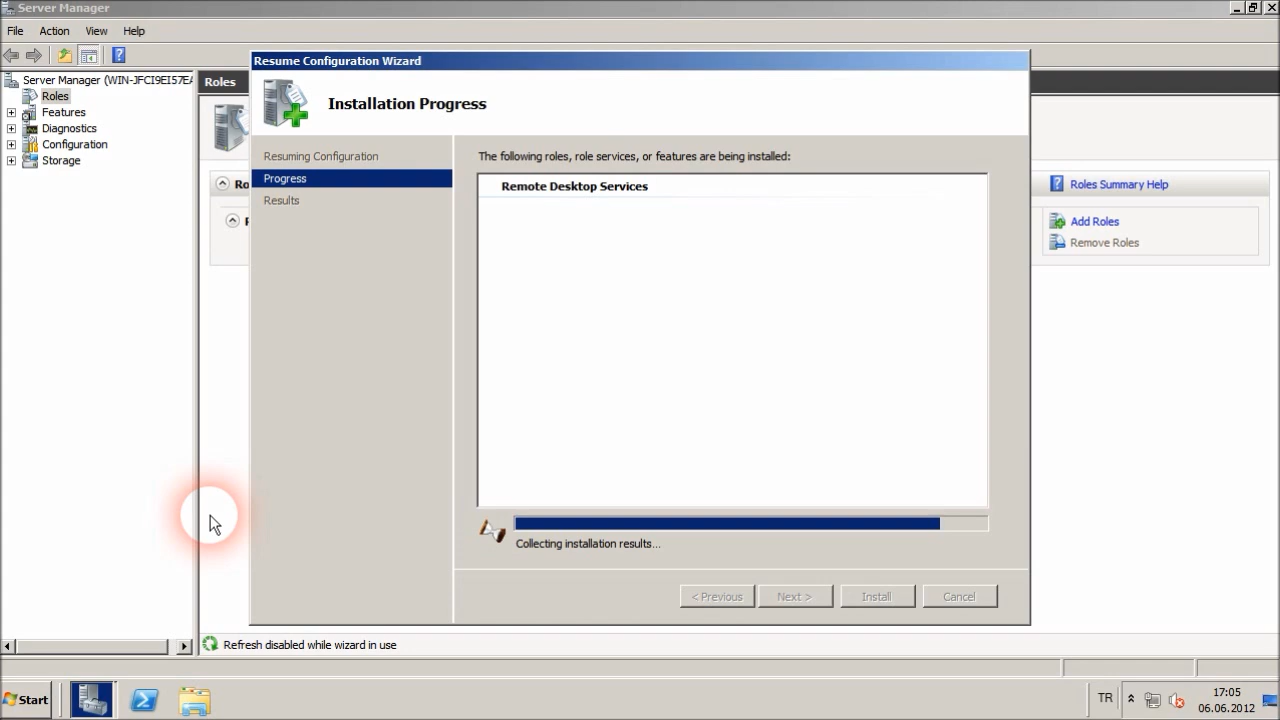 Server Manager
File Action View Help
Server Manager (WIN-JFCI9EI57EA
Roles
Features
Diagnostics
Configuration
Storage
Roles
Ro
Resume Configuration Wizard
Installation Progress
Resuming Configuration
Progress
Results
The following roles, role services, or features are being installed:
Remote Desktop Services
Collecting installation results...
< Previous
Next >
Install
Cancel
Roles Summary Help
Add Roles
Remove Roles
Refresh disabled while wizard in use
Start
TR
17:05
06.06.2012